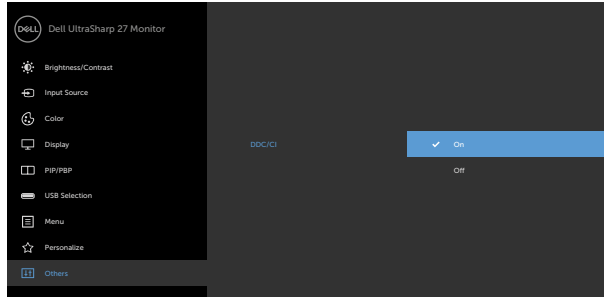 DELL
Dell UltraSharp 27 Monitor
Brightness/Contrast
Input Source
Color
Display
DDC/CI
On
PIP/PBP
Off
USB Selection
Menu
Personalize
Others